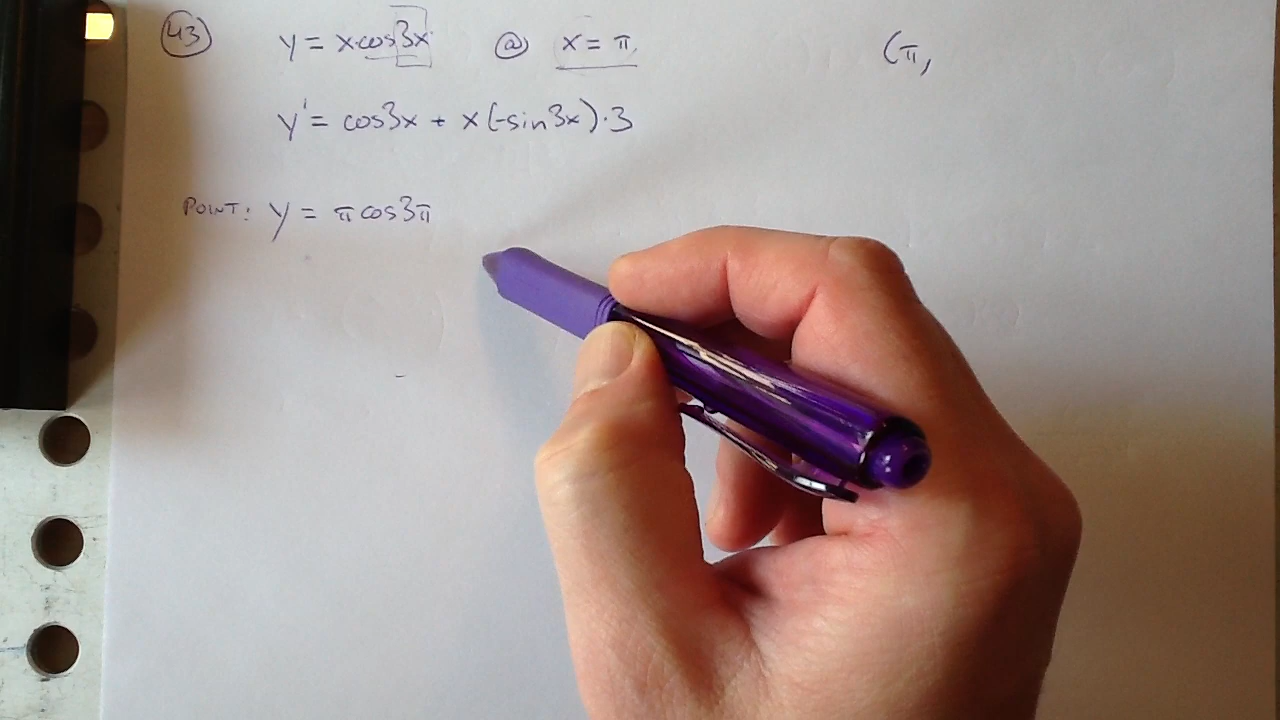 43 y = x·cos3x @ x = π (π,
y' = cos3x + x(-sin3x)·3
POINT: y = π cos3π